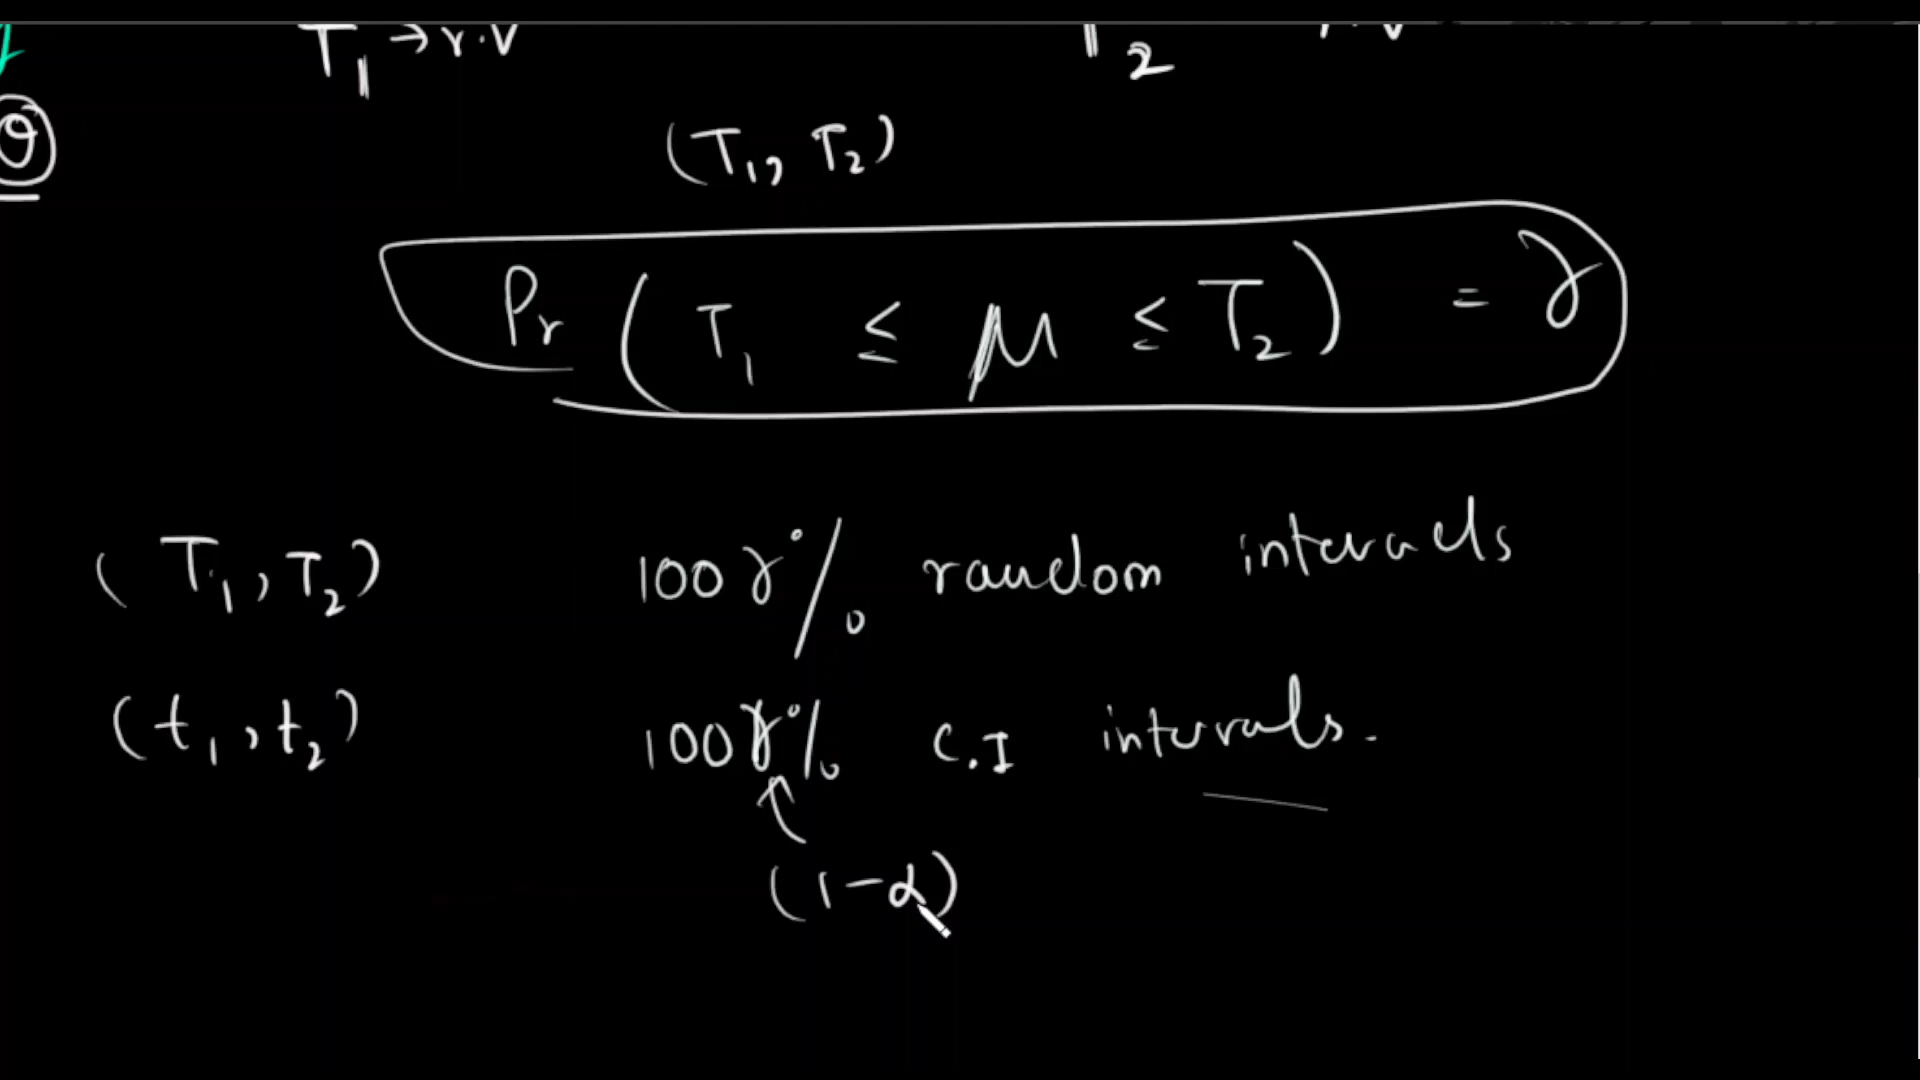 T₁ → r.v T₂ r.v
θ
(T₁, T₂)
Pr (T₁ ≤ μ ≤ T₂) = γ
(T₁, T₂) 100γ% random intervals
(t₁, t₂) 100γ% C.I intervals.
(1-α)